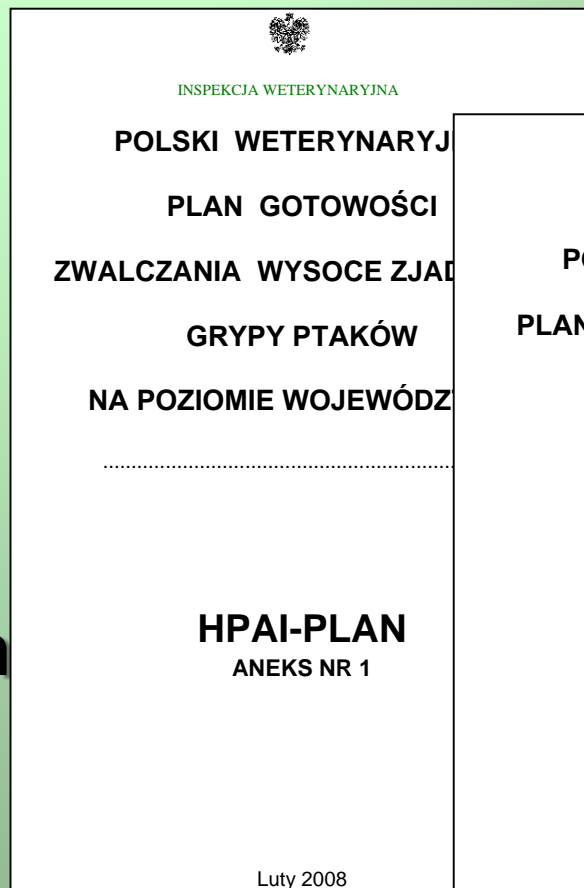 INSPEKCJA WETERYNARYJNA
POLSKI WETERYNARYJ
PLAN GOTOWOŚCI
ZWALCZANIA WYSOCE ZJAD
GRYPY PTAKÓW
NA POZIOMIE WOJEWÓDZ
HPAI-PLAN
ANEKS NR 1
Luty 2008
PLAN